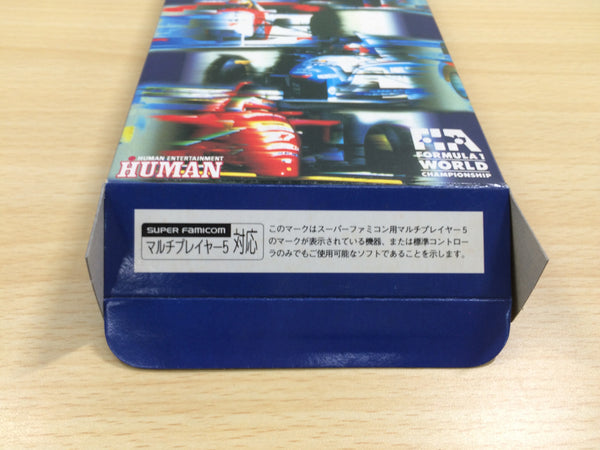 HUMAN ENTERTAINMENT
HUMAN
FIA
FORMULA 1
WORLD
CHAMPIONSHIP
SUPER FAMICOM
マルチプレイヤー5 対応
このマークはスーパーファミコン用マルチプレイヤー5
のマークが表示されている機器、または標準コントロー
ラのみでもご使用可能なソフトであることを示します。